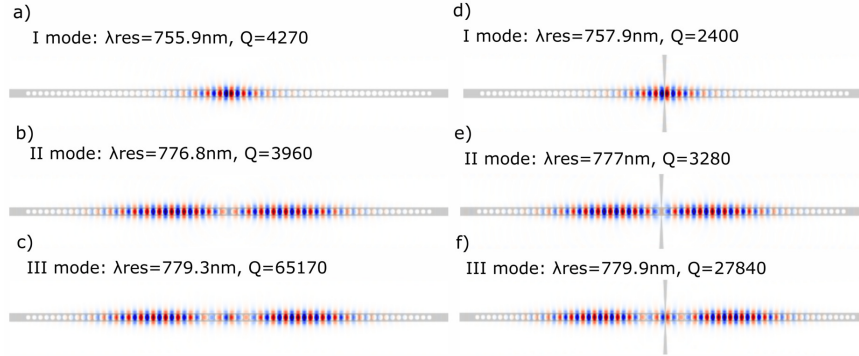 a)
I mode: λres=755.9nm, Q=4270
b)
II mode: λres=776.8nm, Q=3960
c)
III mode: λres=779.3nm, Q=65170
d)
I mode: λres=757.9nm, Q=2400
e)
II mode: λres=777nm, Q=3280
f)
III mode: λres=779.9nm, Q=27840